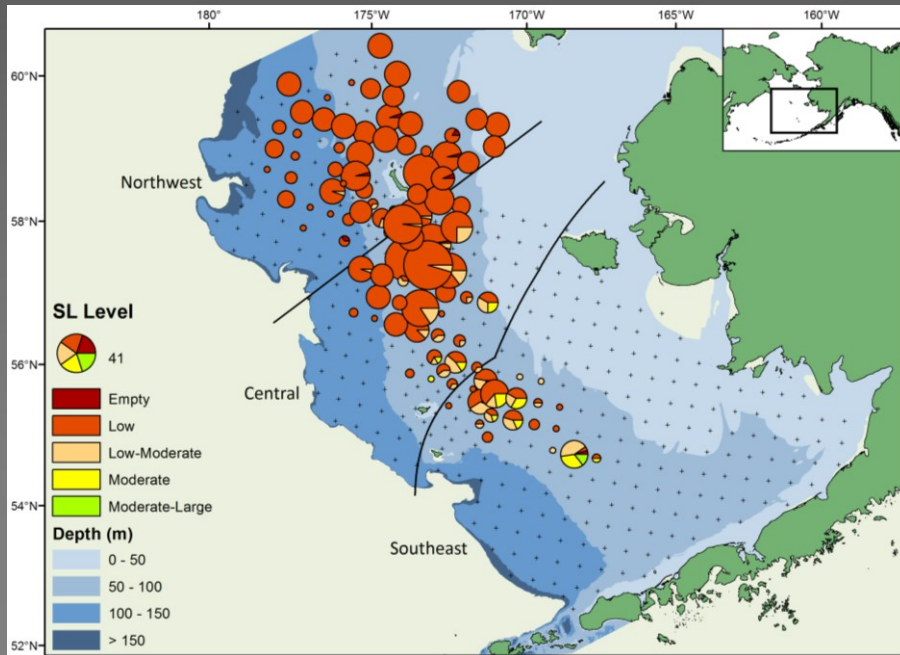 180° 175°W 170°W 165°W 160°W
60°N
Northwest
58°N
SL Level
41
56°N
Empty
Central
Low
Low-Moderate
Moderate
Moderate-Large
54°N
Depth (m)
Southeast
0 - 50
50 - 100
100 - 150
> 150
52°N